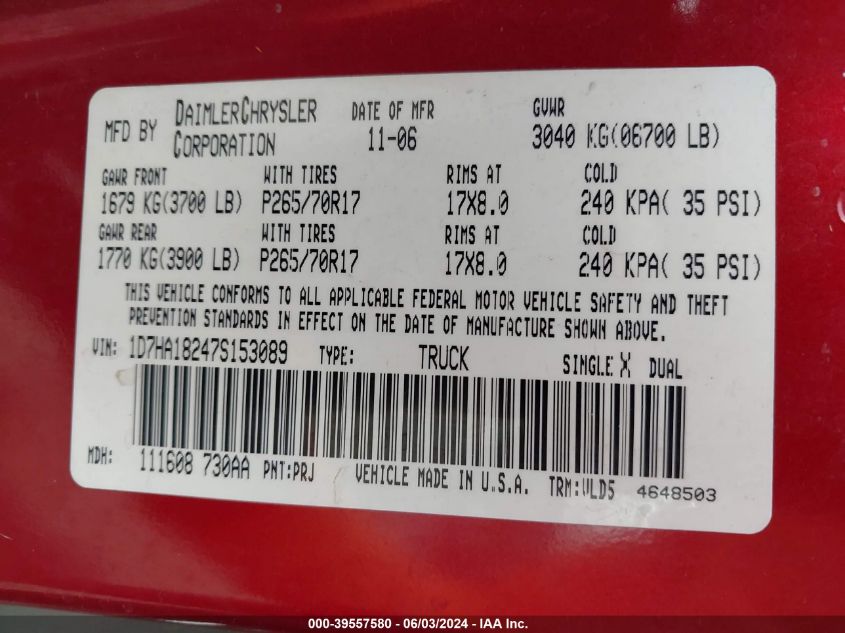 MFD BY DAIMLERCHRYSLER CORPORATION DATE OF MFR 11-06 GVWR 3040 KG(06700 LB)
GAWR FRONT WITH TIRES RIMS AT COLD
1679 KG(3700 LB) P265/70R17 17X8.0 240 KPA( 35 PSI)
GAWR REAR WITH TIRES RIMS AT COLD
1770 KG(3900 LB) P265/70R17 17X8.0 240 KPA( 35 PSI)
THIS VEHICLE CONFORMS TO ALL APPLICABLE FEDERAL MOTOR VEHICLE SAFETY AND THEFT
PREVENTION STANDARDS IN EFFECT ON THE DATE OF MANUFACTURE SHOWN ABOVE.
VIN: 1D7HA18247S153089 TYPE: TRUCK SINGLE X DUAL
MDH: 111608 730AA PNT:PRJ VEHICLE MADE IN U.S.A. TRM:VLD5 4648503
000-39557580 - 06/03/2024 - IAA Inc.